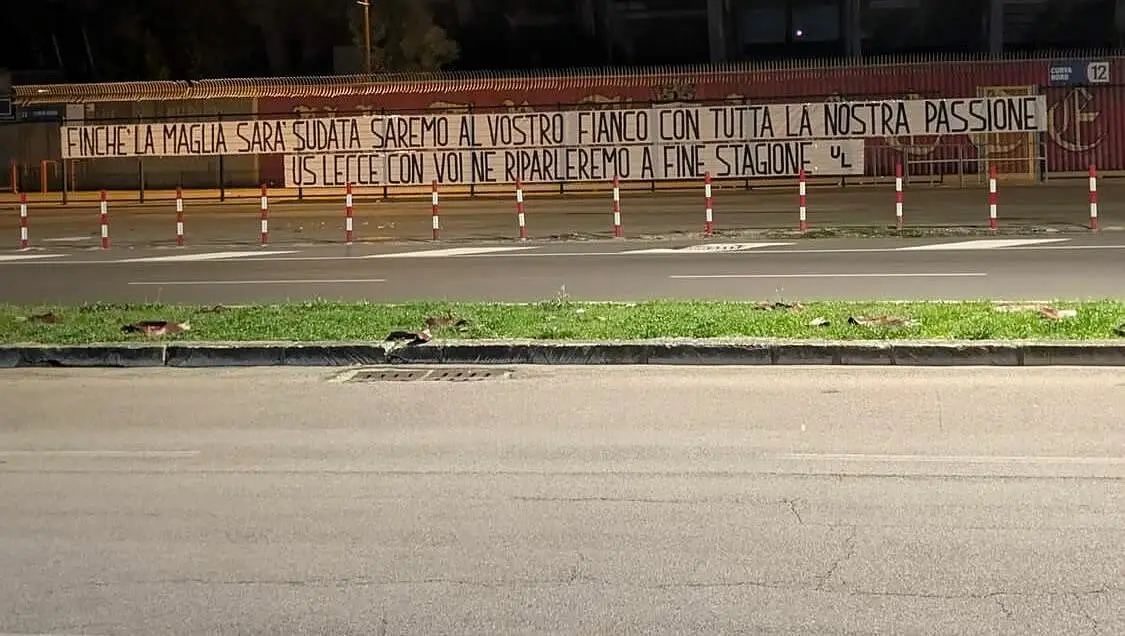 CURVA
NORD 12
FINCHE' LA MAGLIA SARA' SUDATA SAREMO AL VOSTRO FIANCO CON TUTTA LA NOSTRA PASSIONE
US LECCE CON VOI NE RIPARLEREMO A FINE STAGIONE UL